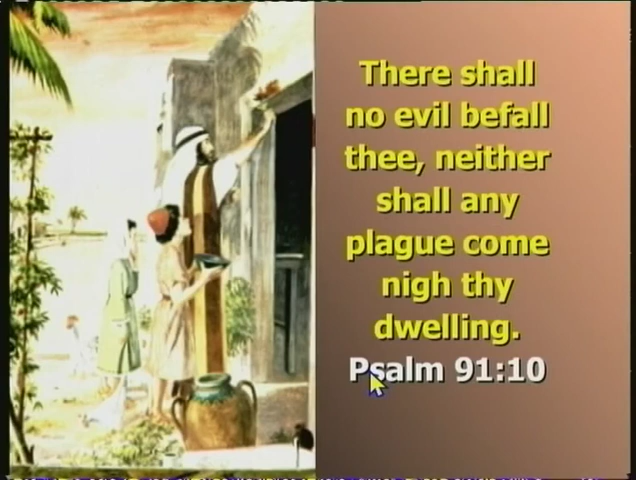 There shall
no evil befall
thee, neither
shall any
plague come
nigh thy
dwelling.
Psalm 91:10